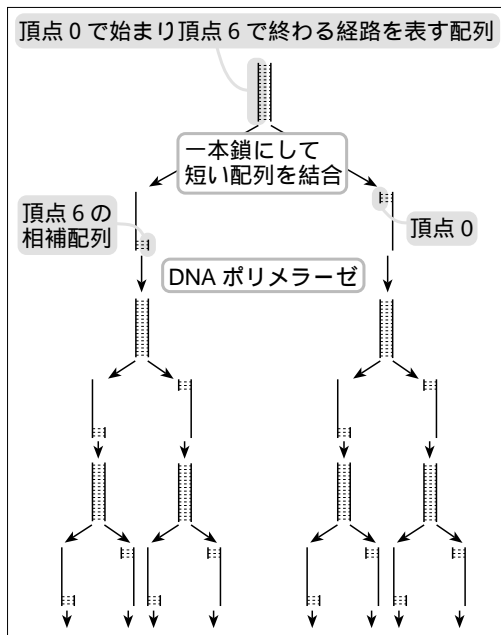 頂点 0 で始まり頂点 6 で終わる経路を表す配列
一本鎖にして
短い配列を結合
頂点 6 の
相補配列
頂点 0
DNA ポリメラーゼ